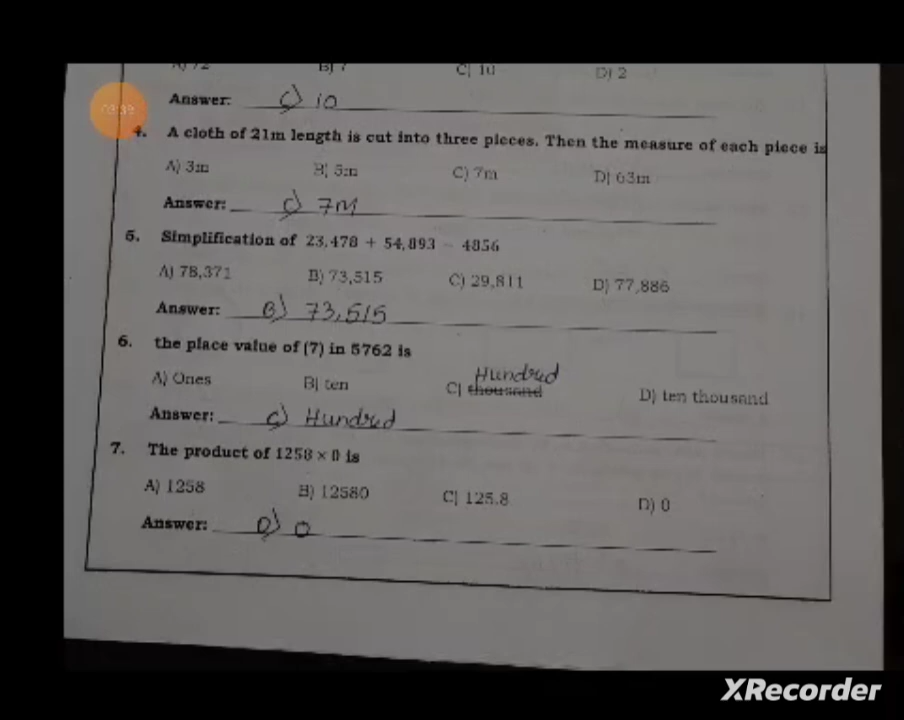 A) 72 B) 7 C) 10 D) 2
Answer: C) 10
4. A cloth of 21m length is cut into three pieces. Then the measure of each piece is
A) 3m B) 5m C) 7m D) 63m
Answer: C) 7M
5. Simplification of 23,478 + 54,893 - 4856
A) 78,371 B) 73,515 C) 29,811 D) 77,886
Answer: B) 73,515
6. the place value of (7) in 5762 is
Hundred
A) Ones B) ten C) thousand D) ten thousand
Answer: C) Hundred
7. The product of 1258 × 0 is
A) 1258 B) 12580 C) 125.8 D) 0
Answer: D) 0
XRecorder